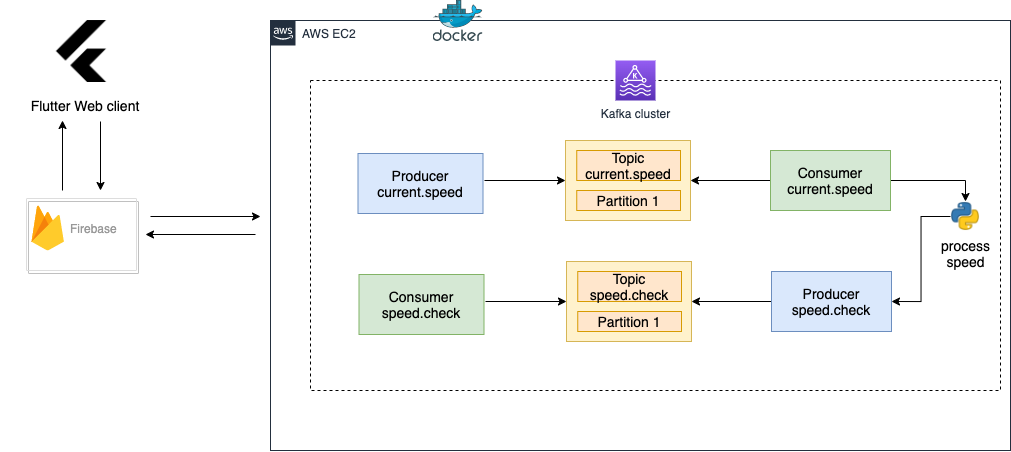 aws
AWS EC2
docker
Flutter Web client
K
Kafka cluster
Producer
current.speed
Topic
current.speed
Partition 1
Consumer
current.speed
Firebase
process
speed
Consumer
speed.check
Topic
speed.check
Partition 1
Producer
speed.check